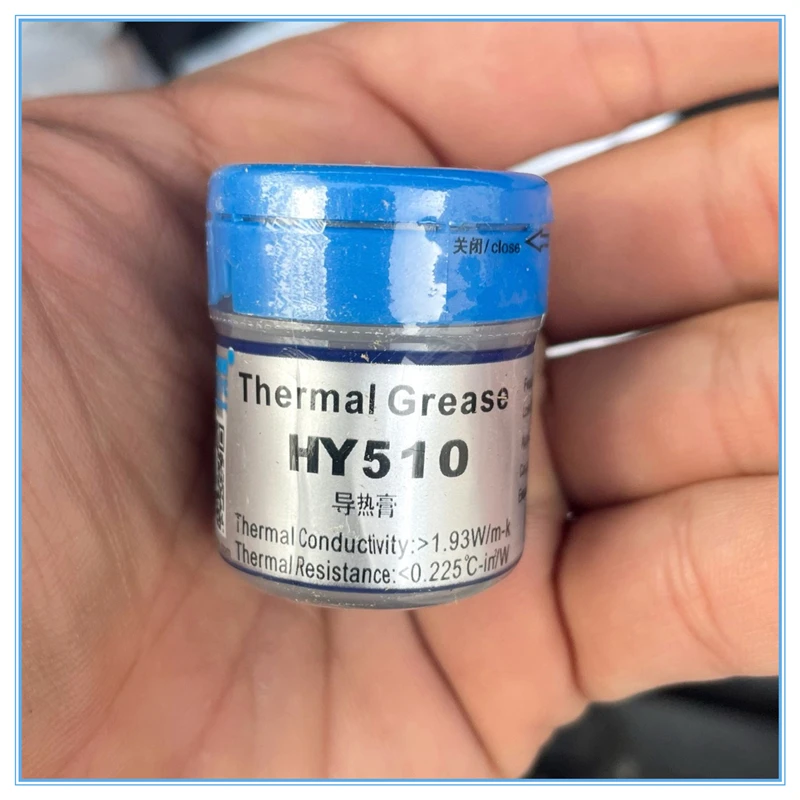 关闭/close
Thermal Grease
HY510
导热膏
Thermal Conductivity:>1.93W/m-k
Thermal Resistance:<0.225℃-in²/W